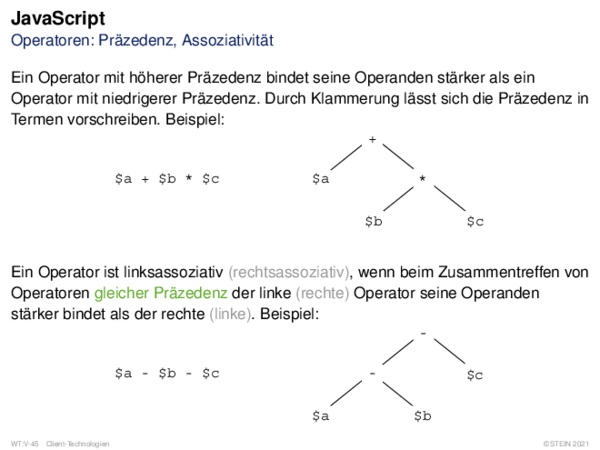 JavaScript
Operatoren: Präzedenz, Assoziativität
Ein Operator mit höherer Präzedenz bindet seine Operanden stärker als ein
Operator mit niedrigerer Präzedenz. Durch Klammerung lässt sich die Präzedenz in
Termen vorschreiben. Beispiel:
+
$a + $b * $c
$a
*
$b
$c
Ein Operator ist linksassoziativ (rechtsassoziativ), wenn beim Zusammentreffen von
Operatoren gleicher Präzedenz der linke (rechte) Operator seine Operanden
stärker bindet als der rechte (linke). Beispiel:
-
$a - $b - $c
-
$c
$a
$b
WT:V-45 Client-Technologien
©STEIN 2021